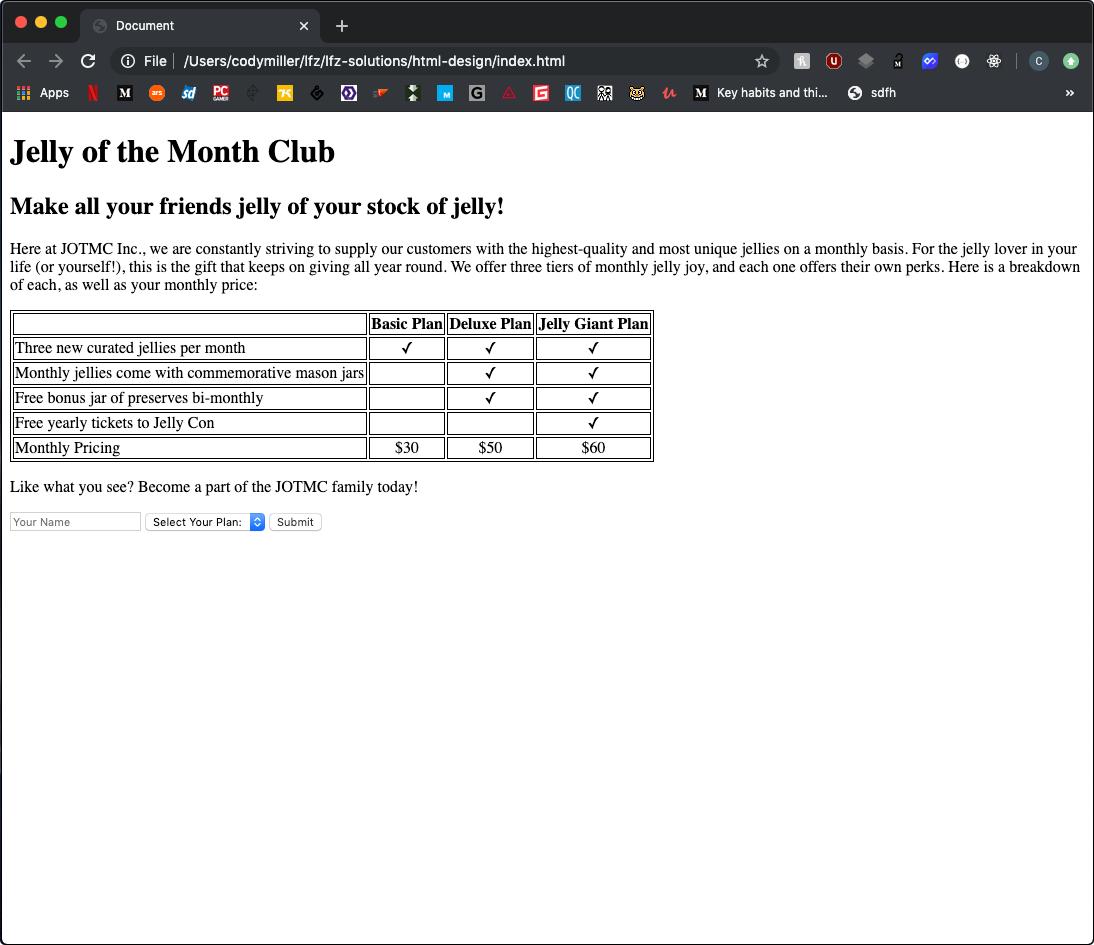 Document
File /Users/codymiller/lfz/lfz-solutions/html-design/index.html
C
Apps N M ars sd PC GAMER K M G G QC M Key habits and thi... sdfh »
Jelly of the Month Club
Make all your friends jelly of your stock of jelly!
Here at JOTMC Inc., we are constantly striving to supply our customers with the highest-quality and most unique jellies on a monthly basis. For the jelly lover in your
life (or yourself!), this is the gift that keeps on giving all year round. We offer three tiers of monthly jelly joy, and each one offers their own perks. Here is a breakdown
of each, as well as your monthly price:
Basic Plan Deluxe Plan Jelly Giant Plan
Three new curated jellies per month ✓ ✓ ✓
Monthly jellies come with commemorative mason jars ✓ ✓
Free bonus jar of preserves bi-monthly ✓ ✓
Free yearly tickets to Jelly Con ✓
Monthly Pricing $30 $50 $60
Like what you see? Become a part of the JOTMC family today!
Your Name Select Your Plan: Submit